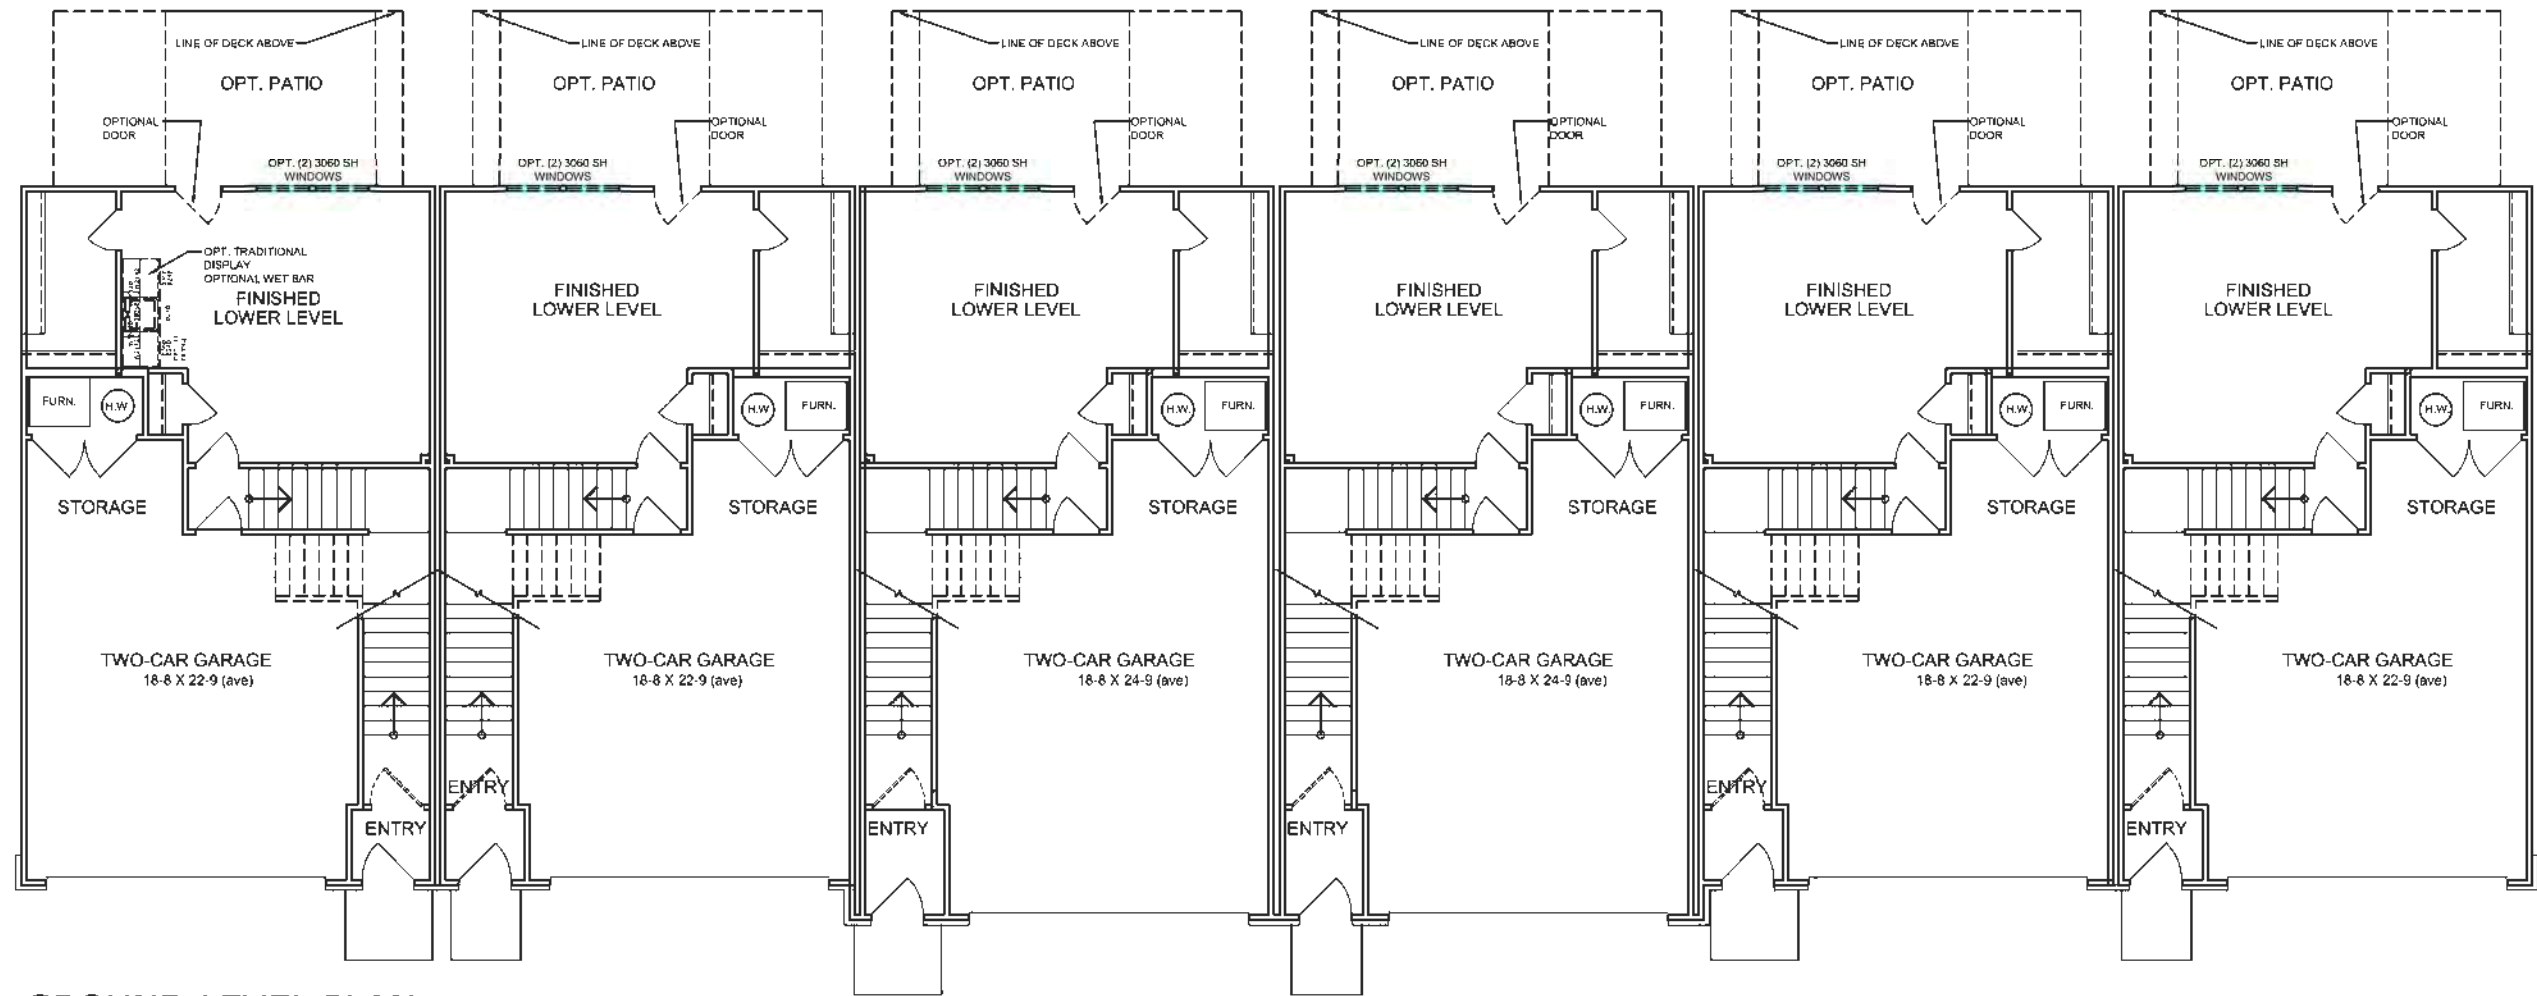 LINE OF DECK ABOVE
OPT. PATIO
OPTIONAL
DOOR
OPT. (2) 3060 SH
WINDOWS
OPT. TRADITIONAL
DISPLAY
OPTIONAL WET BAR
FINISHED
LOWER LEVEL
FURN.
H.W.
STORAGE
TWO-CAR GARAGE
18-8 X 22-9 (ave)
ENTRY
LINE OF DECK ABOVE
OPT. PATIO
OPTIONAL
DOOR
OPT. (2) 3060 SH
WINDOWS
FINISHED
LOWER LEVEL
H.W.
FURN.
STORAGE
TWO-CAR GARAGE
18-8 X 22-9 (ave)
ENTRY
LINE OF DECK ABOVE
OPT. PATIO
OPTIONAL
DOOR
OPT. (2) 3060 SH
WINDOWS
FINISHED
LOWER LEVEL
H.W.
FURN.
STORAGE
TWO-CAR GARAGE
18-8 X 24-9 (ave)
ENTRY
LINE OF DECK ABOVE
OPT. PATIO
OPTIONAL
DOOR
OPT. (2) 3060 SH
WINDOWS
FINISHED
LOWER LEVEL
H.W.
FURN.
STORAGE
TWO-CAR GARAGE
18-8 X 24-9 (ave)
ENTRY
LINE OF DECK ABOVE
OPT. PATIO
OPTIONAL
DOOR
OPT. (2) 3060 SH
WINDOWS
FINISHED
LOWER LEVEL
H.W.
FURN.
STORAGE
TWO-CAR GARAGE
18-8 X 22-9 (ave)
ENTRY
LINE OF DECK ABOVE
OPT. PATIO
OPTIONAL
DOOR
OPT. (2) 3060 SH
WINDOWS
FINISHED
LOWER LEVEL
H.W.
FURN.
STORAGE
TWO-CAR GARAGE
18-8 X 22-9 (ave)
ENTRY